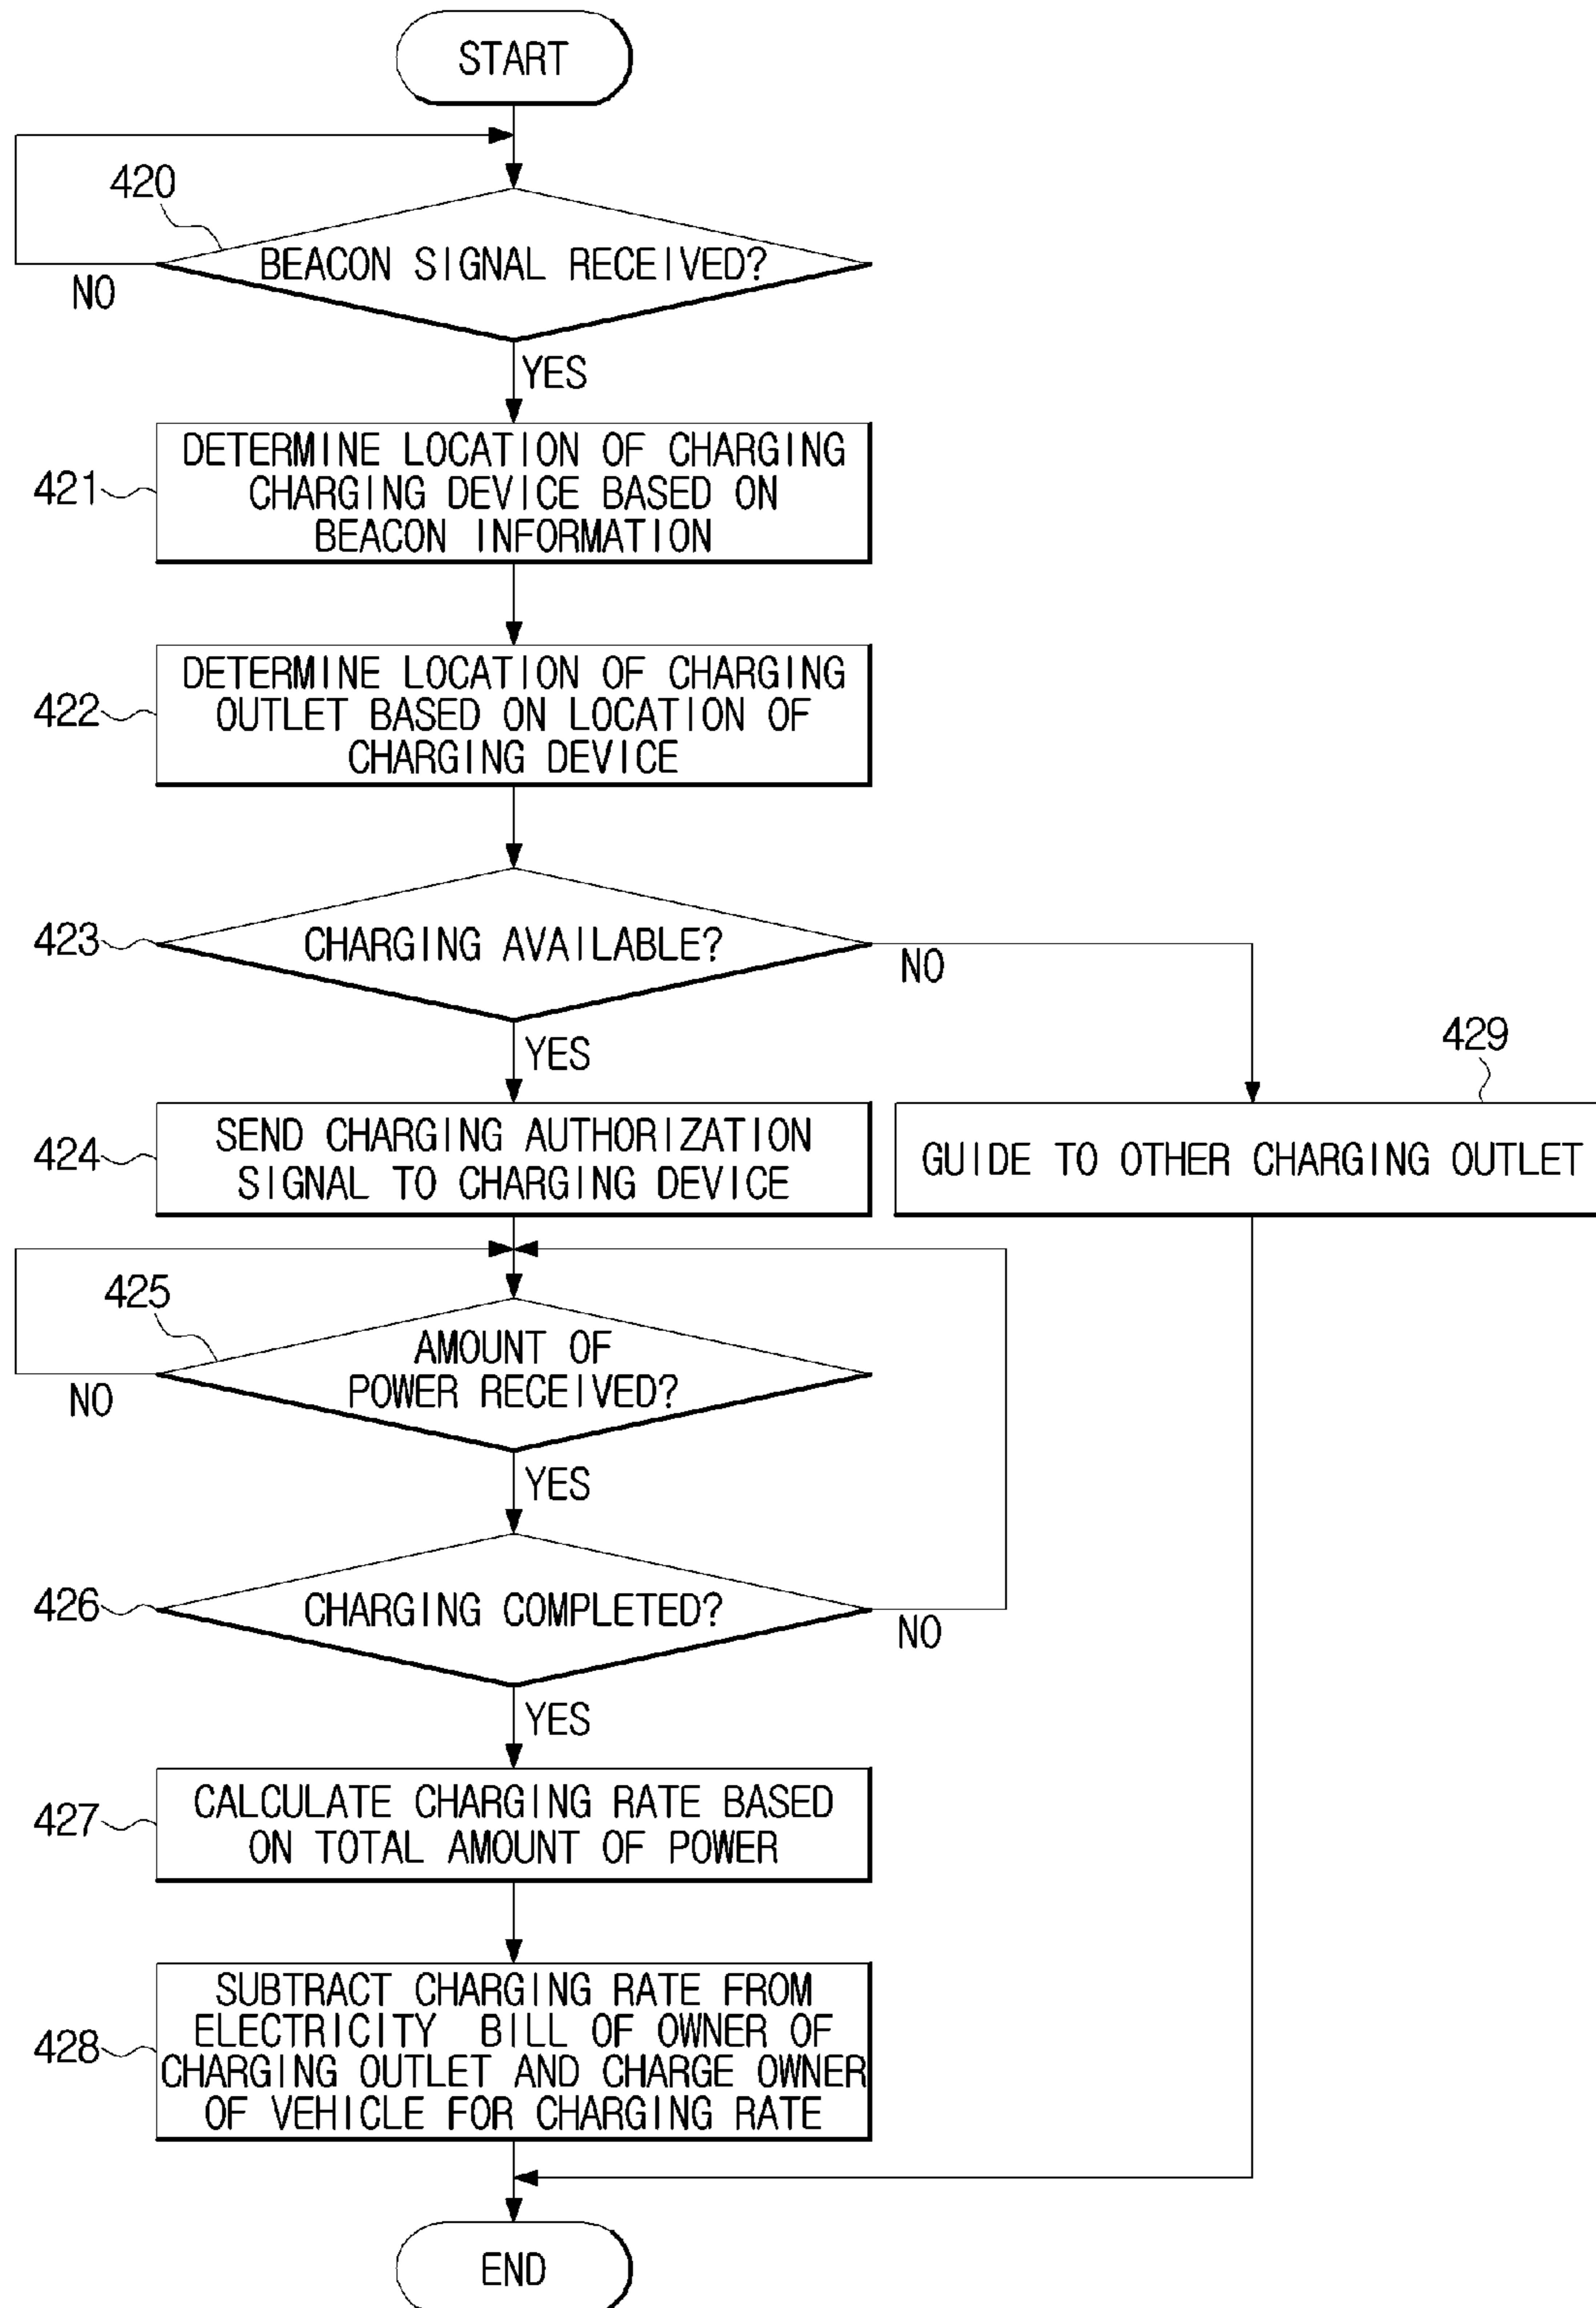 START
420
BEACON SIGNAL RECEIVED?
NO
YES
421
DETERMINE LOCATION OF CHARGING
CHARGING DEVICE BASED ON
BEACON INFORMATION
422
DETERMINE LOCATION OF CHARGING
OUTLET BASED ON LOCATION OF
CHARGING DEVICE
423
CHARGING AVAILABLE?
NO
YES
429
424
SEND CHARGING AUTHORIZATION
SIGNAL TO CHARGING DEVICE
GUIDE TO OTHER CHARGING OUTLET
425
AMOUNT OF
POWER RECEIVED?
NO
YES
426
CHARGING COMPLETED?
NO
YES
427
CALCULATE CHARGING RATE BASED
ON TOTAL AMOUNT OF POWER
428
SUBTRACT CHARGING RATE FROM
ELECTRICITY BILL OF OWNER OF
CHARGING OUTLET AND CHARGE OWNER
OF VEHICLE FOR CHARGING RATE
END